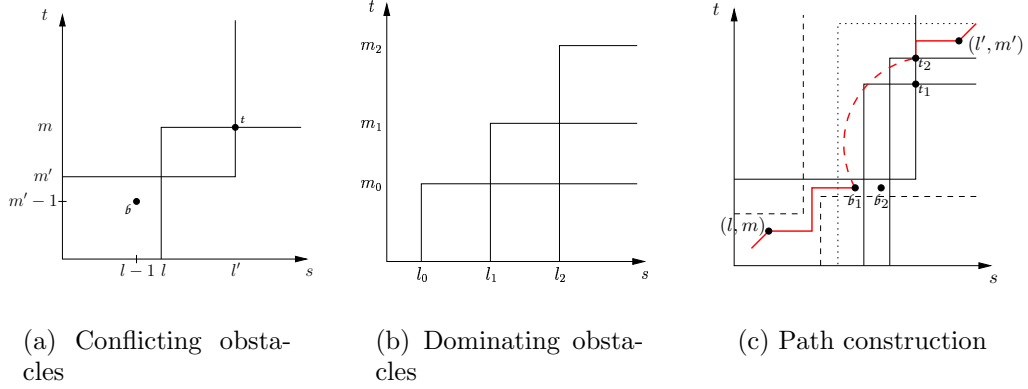 t
m
m′
m′ − 1
𝔟
t
l − 1 l
l′
s
(a) Conflicting obsta-
cles
t
m₂
m₁
m₀
l₀
l₁
l₂
s
(b) Dominating obsta-
cles
t
(l′, m′)
t₂
t₁
𝔟₁
𝔟₂
(l, m)
s
(c) Path construction